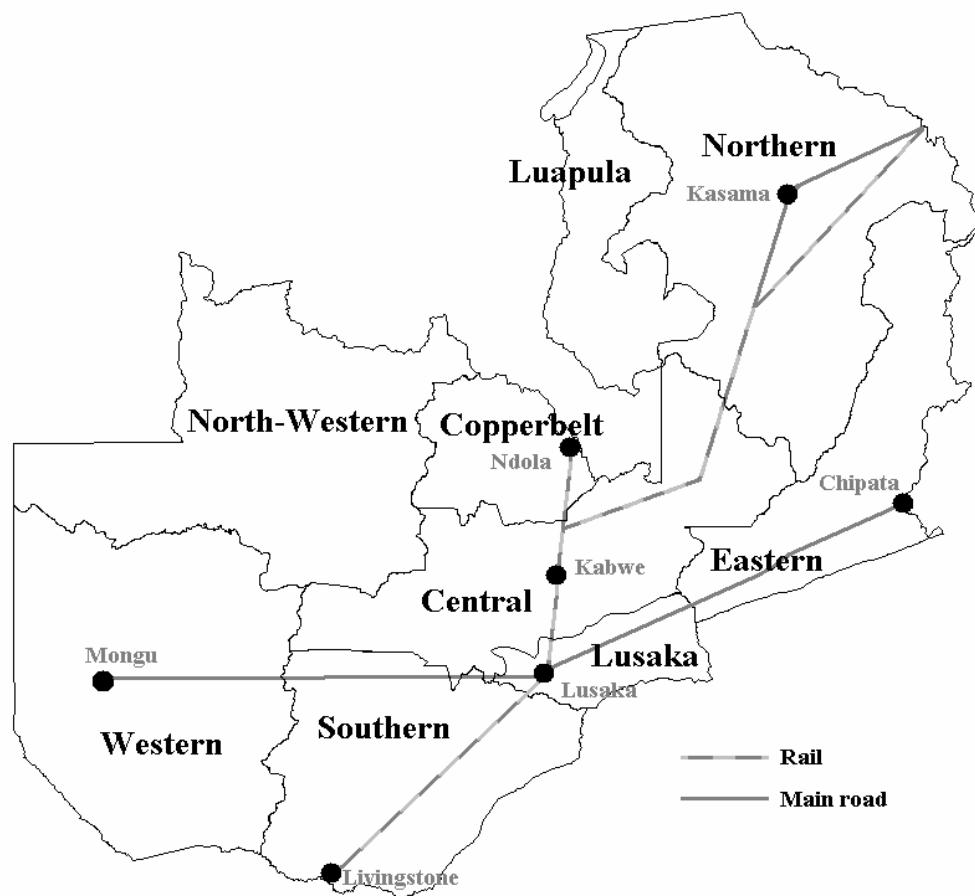 Northern
Luapula
Kasama
North-Western
Copperbelt
Ndola
Chipata
Eastern
Kabwe
Central
Lusaka
Mongu
Lusaka
Southern
Western
Rail
Main road
Livingstone